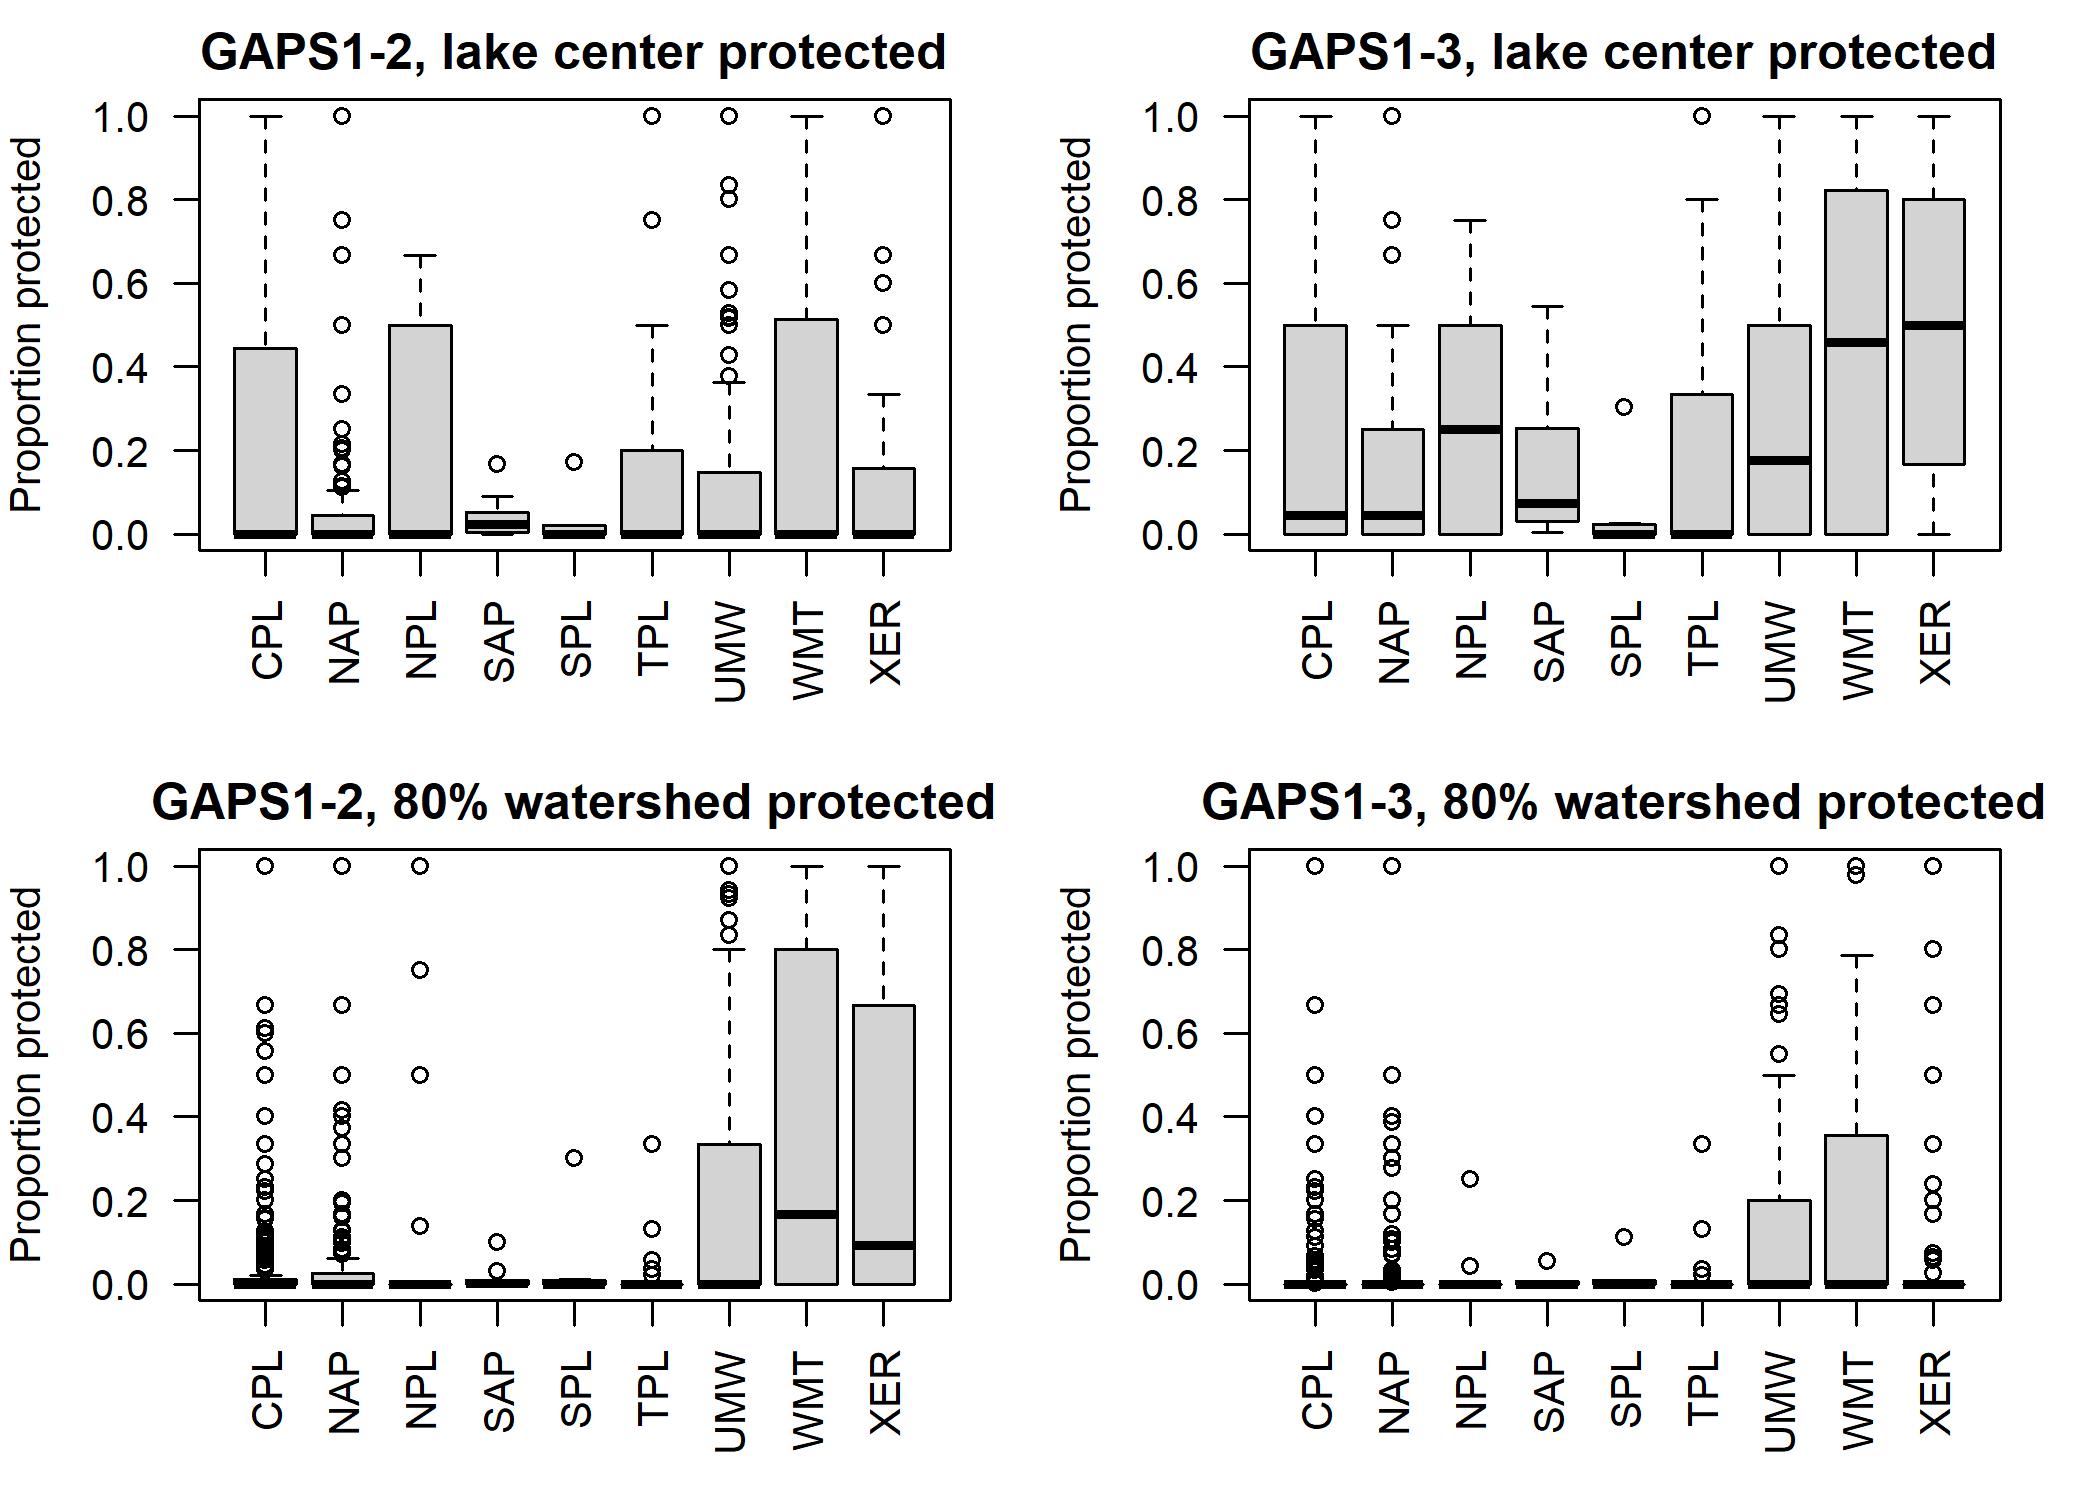 GAPS1-2, lake center protected
Proportion protected
1.0
0.8
0.6
0.4
0.2
0.0
CPL
NAP
NPL
SAP
SPL
TPL
UMW
WMT
XER
GAPS1-3, lake center protected
Proportion protected
1.0
0.8
0.6
0.4
0.2
0.0
CPL
NAP
NPL
SAP
SPL
TPL
UMW
WMT
XER
GAPS1-2, 80% watershed protected
Proportion protected
1.0
0.8
0.6
0.4
0.2
0.0
CPL
NAP
NPL
SAP
SPL
TPL
UMW
WMT
XER
GAPS1-3, 80% watershed protected
Proportion protected
1.0
0.8
0.6
0.4
0.2
0.0
CPL
NAP
NPL
SAP
SPL
TPL
UMW
WMT
XER